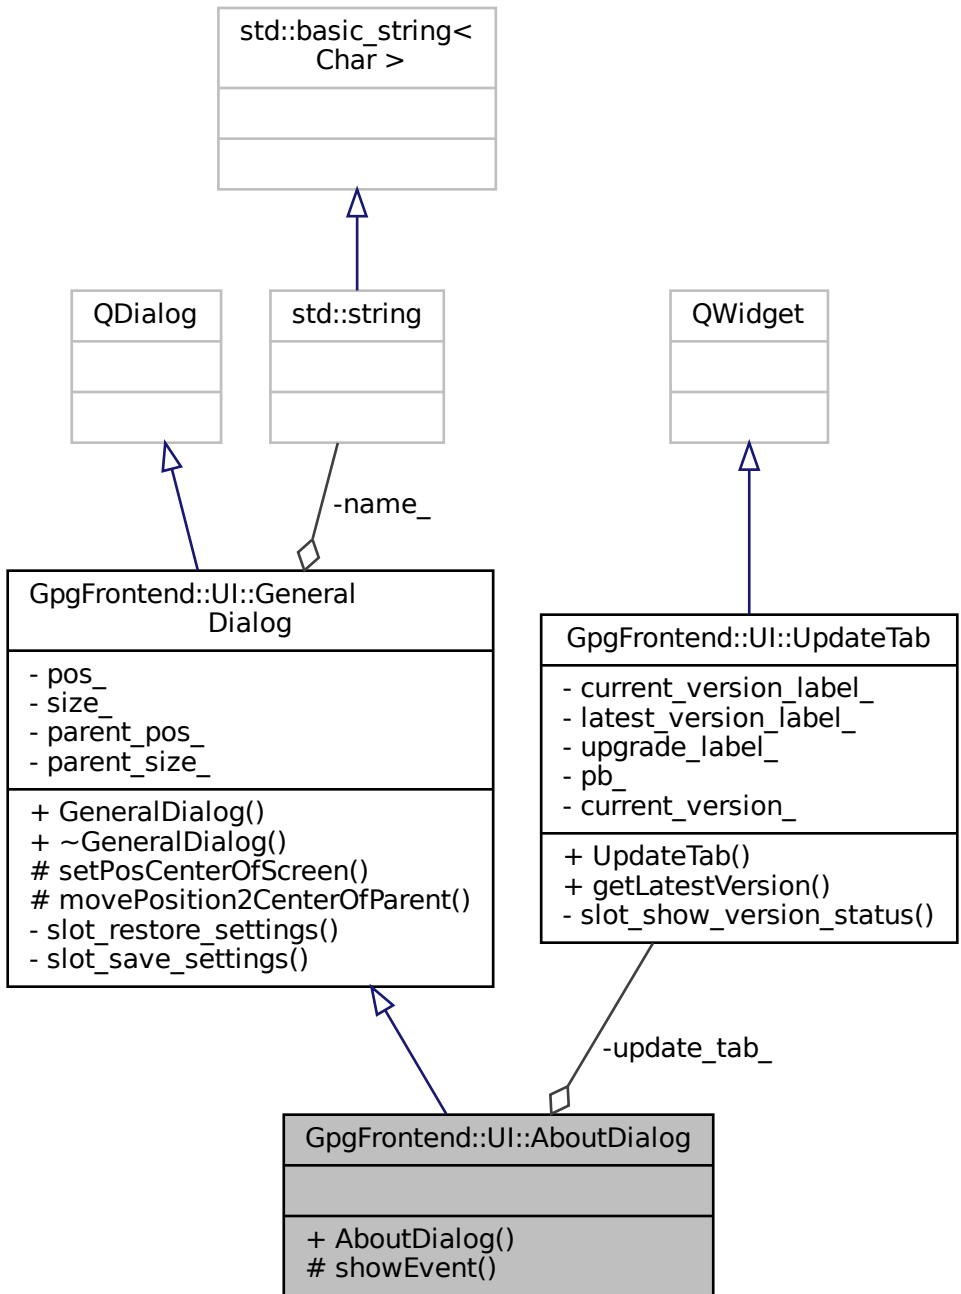 std::basic_string<
Char >
QDialog
std::string
QWidget
-name_
GpgFrontend::UI::General
Dialog
- pos_
- size_
- parent_pos_
- parent_size_
+ GeneralDialog()
+ ~GeneralDialog()
# setPosCenterOfScreen()
# movePosition2CenterOfParent()
- slot_restore_settings()
- slot_save_settings()
GpgFrontend::UI::UpdateTab
- current_version_label_
- latest_version_label_
- upgrade_label_
- pb_
- current_version_
+ UpdateTab()
+ getLatestVersion()
- slot_show_version_status()
-update_tab_
GpgFrontend::UI::AboutDialog
+ AboutDialog()
# showEvent()